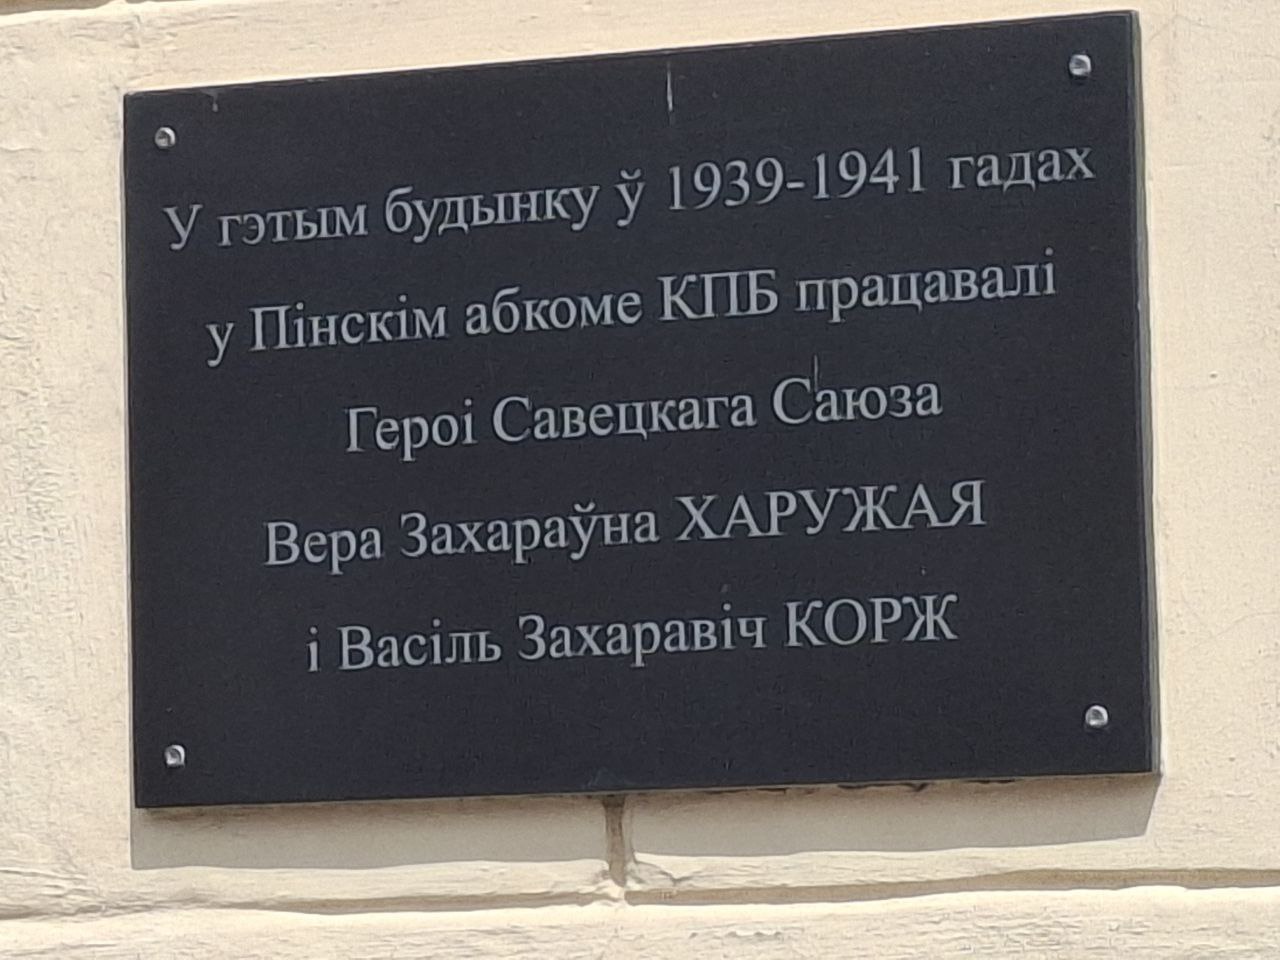 У гэтым будынку ў 1939-1941 гадах
у Пінскім абкоме КПБ працавалі
Героі Савецкага Саюза
Вера Захараўна ХАРУЖАЯ
і Васіль Захаравіч КОРЖ